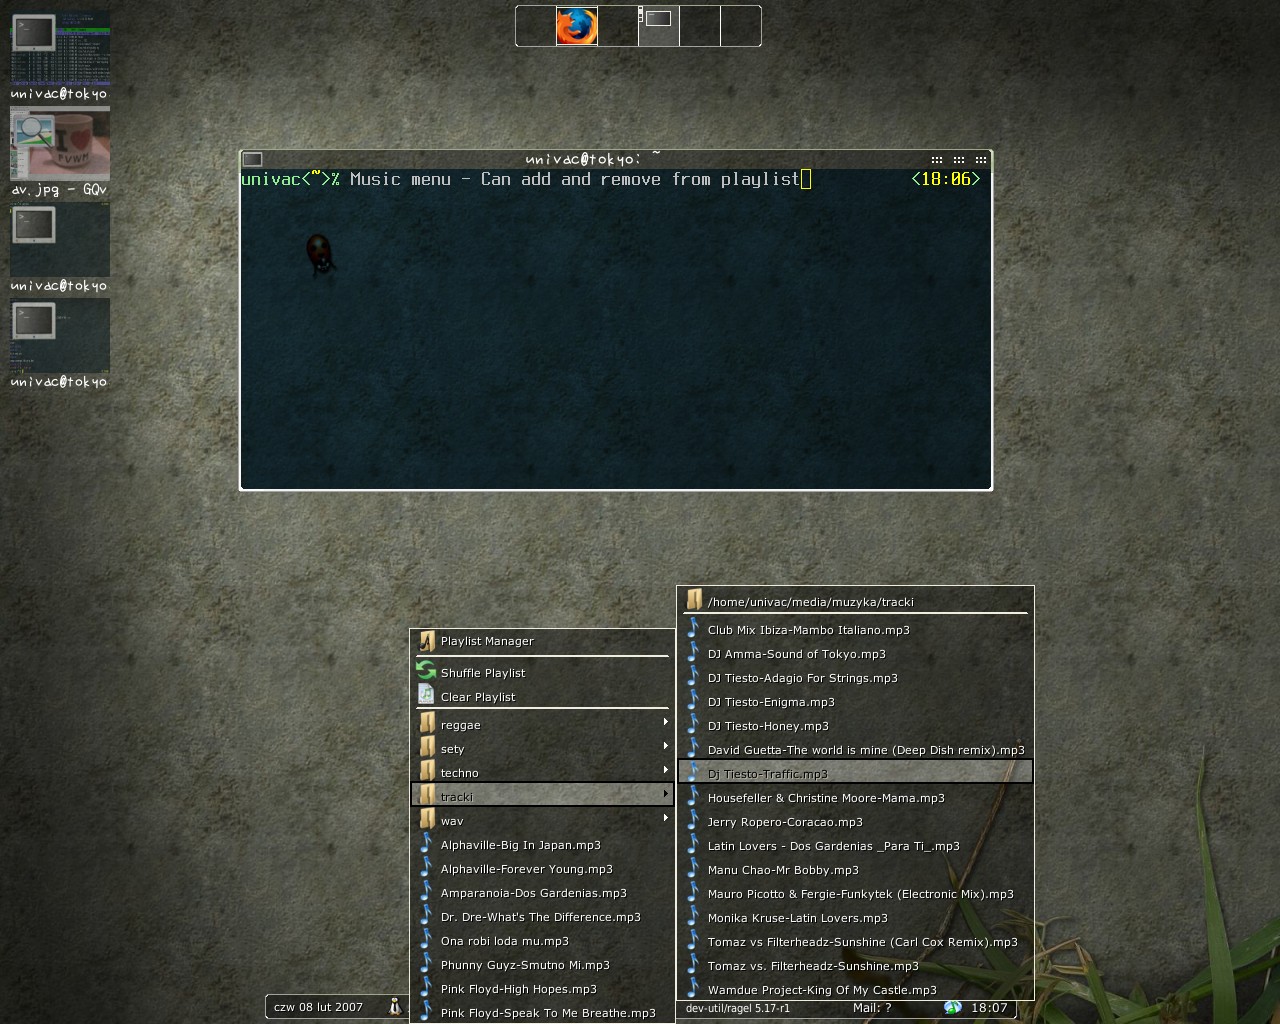 univac@tokyo
av.jpg - GQv
univac@tokyo
univac@tokyo
I
FVWM
univac@tokyo: ~
univac<~>% Music menu - Can add and remove from playlist
<18:06>
Playlist Manager
Shuffle Playlist
Clear Playlist
reggae
sety
techno
tracki
wav
Alphaville-Big In Japan.mp3
Alphaville-Forever Young.mp3
Amparanoia-Dos Gardenias.mp3
Dr. Dre-What's The Difference.mp3
Ona robi loda mu.mp3
Phunny Guyz-Smutno Mi.mp3
Pink Floyd-High Hopes.mp3
Pink Floyd-Speak To Me Breathe.mp3
/home/univac/media/muzyka/tracki
Club Mix Ibiza-Mambo Italiano.mp3
DJ Amma-Sound of Tokyo.mp3
DJ Tiesto-Adagio For Strings.mp3
DJ Tiesto-Enigma.mp3
DJ Tiesto-Honey.mp3
David Guetta-The world is mine (Deep Dish remix).mp3
Dj Tiesto-Traffic.mp3
Housefeller & Christine Moore-Mama.mp3
Jerry Ropero-Coracao.mp3
Latin Lovers - Dos Gardenias _Para Ti_.mp3
Manu Chao-Mr Bobby.mp3
Mauro Picotto & Fergie-Funkytek (Electronic Mix).mp3
Monika Kruse-Latin Lovers.mp3
Tomaz vs Filterheadz-Sunshine (Carl Cox Remix).mp3
Tomaz vs. Filterheadz-Sunshine.mp3
Wamdue Project-King Of My Castle.mp3
czw 08 lut 2007
dev-util/ragel 5.17-r1
Mail: ?
18:07